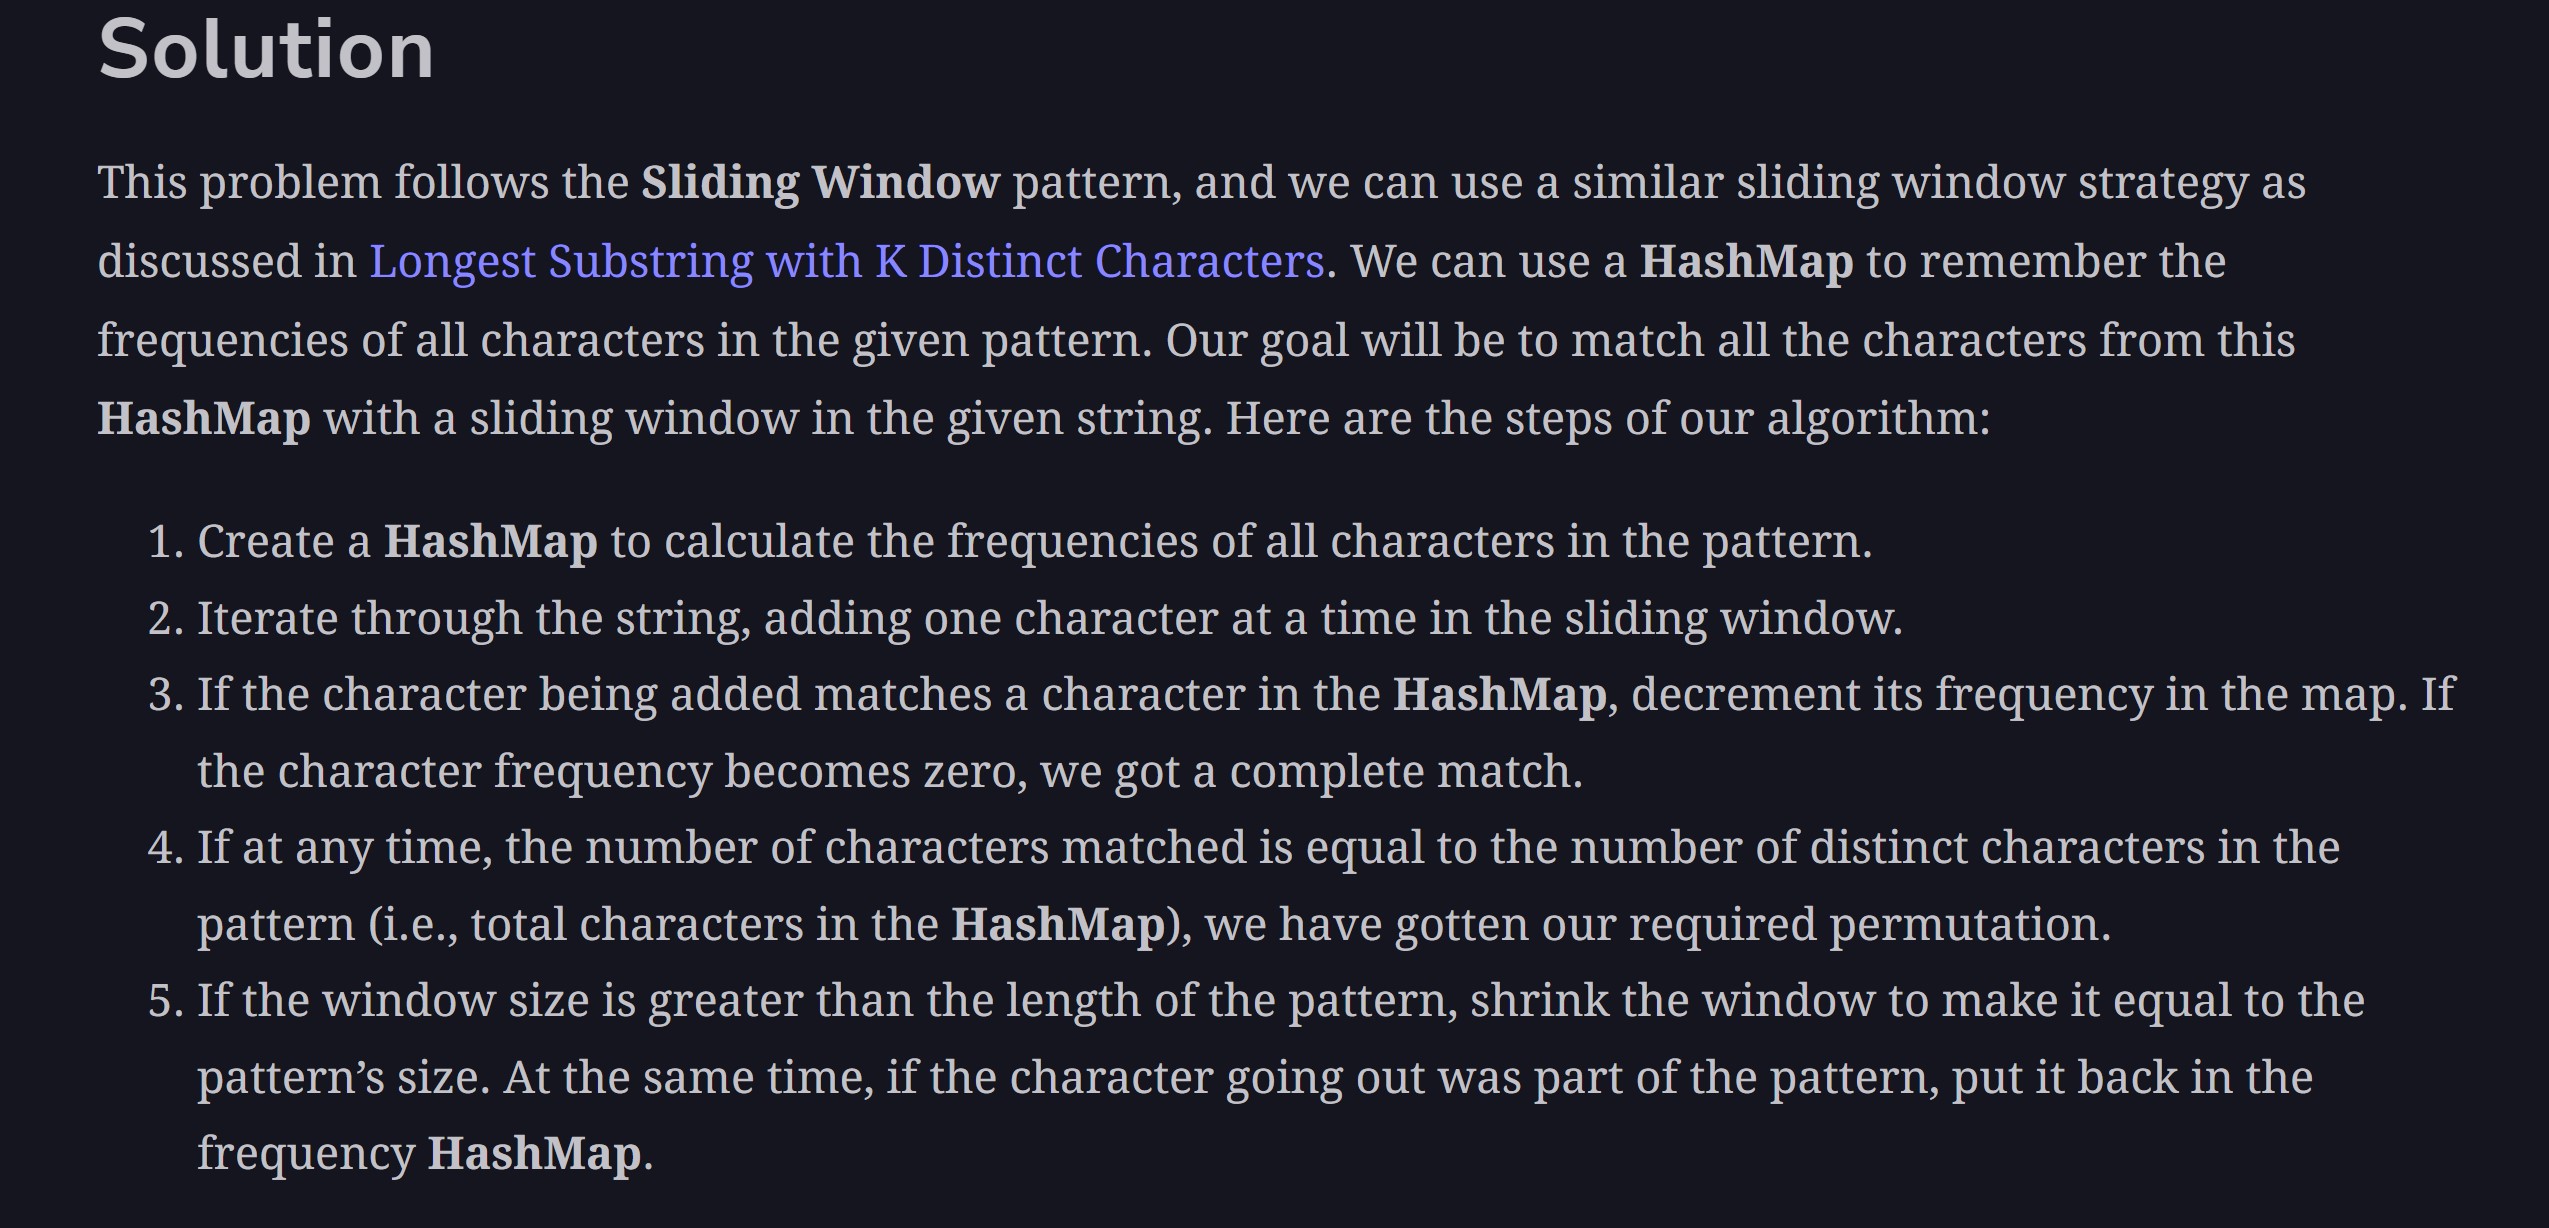 Solution
This problem follows the Sliding Window pattern, and we can use a similar sliding window strategy as
discussed in Longest Substring with K Distinct Characters. We can use a HashMap to remember the
frequencies of all characters in the given pattern. Our goal will be to match all the characters from this
HashMap with a sliding window in the given string. Here are the steps of our algorithm:
1. Create a HashMap to calculate the frequencies of all characters in the pattern.
2. Iterate through the string, adding one character at a time in the sliding window.
3. If the character being added matches a character in the HashMap, decrement its frequency in the map. If
the character frequency becomes zero, we got a complete match.
4. If at any time, the number of characters matched is equal to the number of distinct characters in the
pattern (i.e., total characters in the HashMap), we have gotten our required permutation.
5. If the window size is greater than the length of the pattern, shrink the window to make it equal to the
pattern’s size. At the same time, if the character going out was part of the pattern, put it back in the
frequency HashMap.